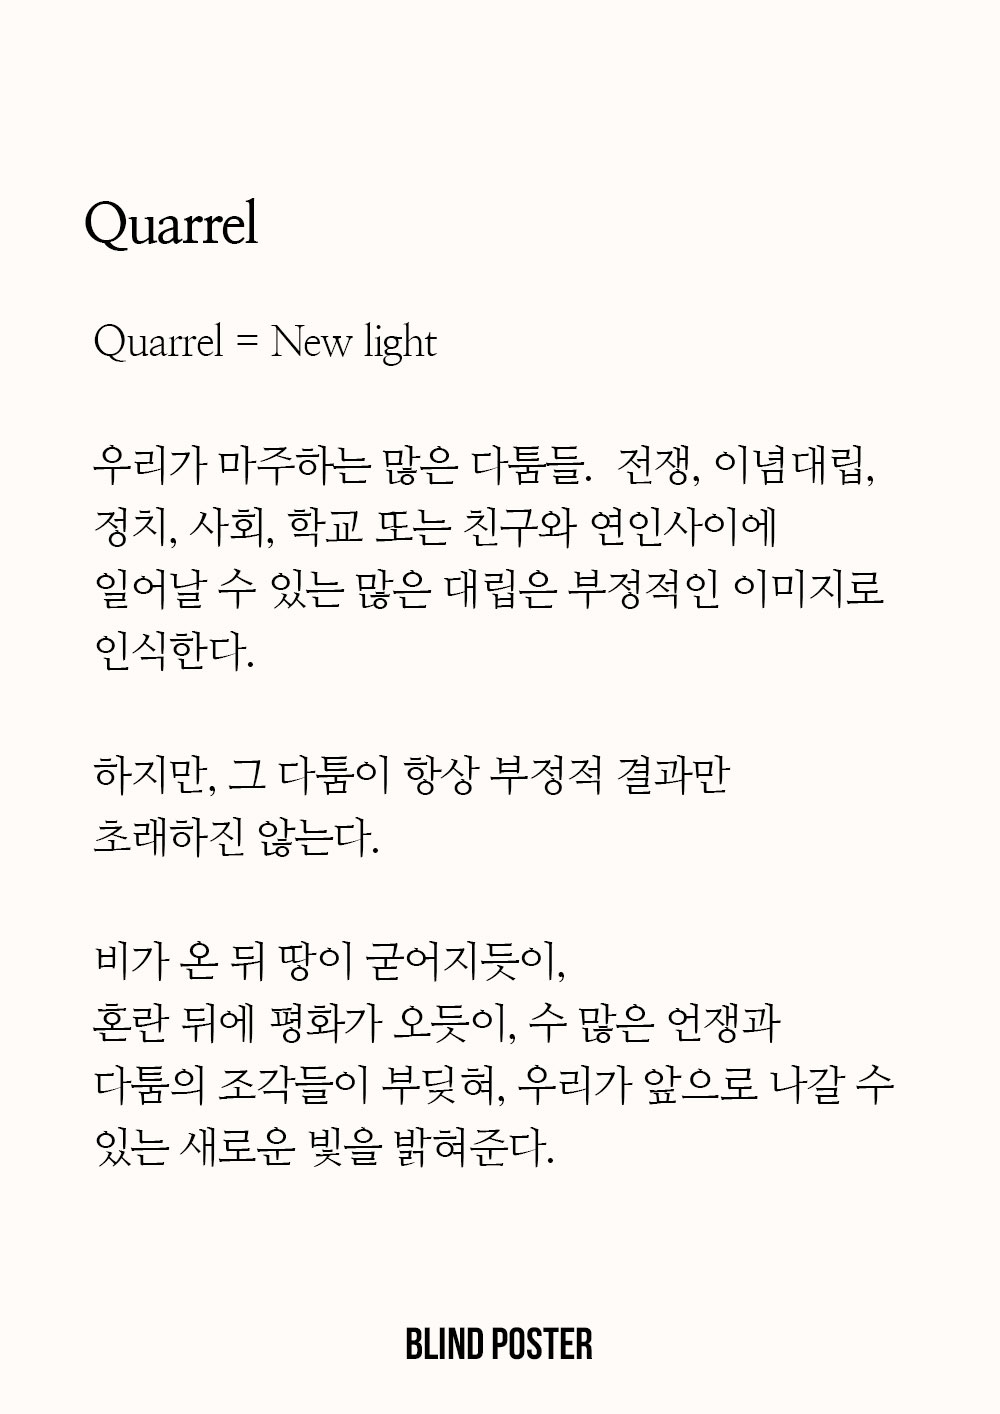 Quarrel
Quarrel = New light
우리가 마주하는 많은 다툼들. 전쟁, 이념대립,
정치, 사회, 학교 또는 친구와 연인사이에
일어날 수 있는 많은 대립은 부정적인 이미지로
인식한다.
하지만, 그 다툼이 항상 부정적 결과만
초래하진 않는다.
비가 온 뒤 땅이 굳어지듯이,
혼란 뒤에 평화가 오듯이, 수 많은 언쟁과
다툼의 조각들이 부딪혀, 우리가 앞으로 나갈 수
있는 새로운 빛을 밝혀준다.
BLIND POSTER